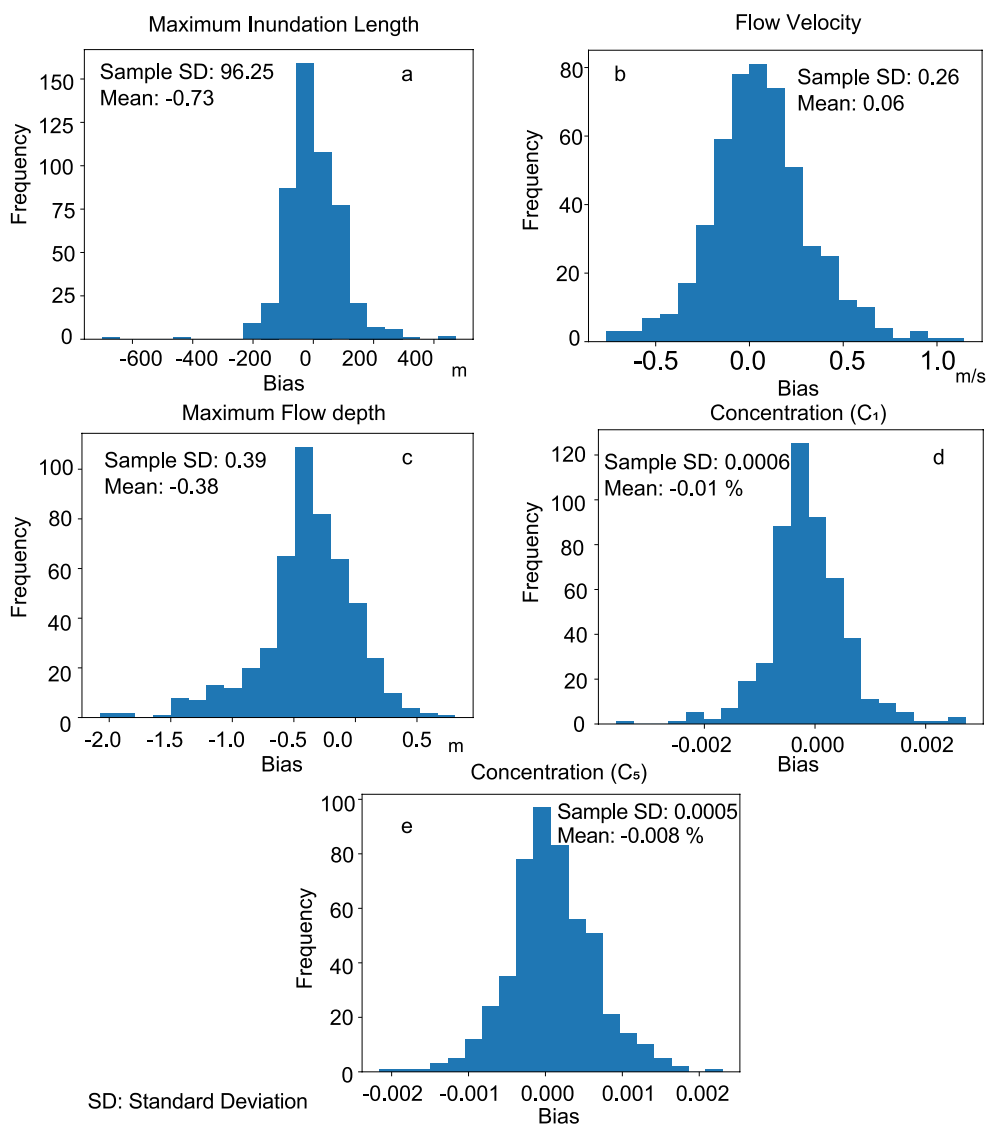 Maximum Inundation Length
Sample SD: 96.25
Mean: -0.73
a
Frequency
150
125
100
75
50
25
0
-600
-400
-200
0
200
400
Bias
m
Flow Velocity
b
Sample SD: 0.26
Mean: 0.06
Frequency
80
60
40
20
0
-0.5
0.0
0.5
1.0
Bias
m/s
Maximum Flow depth
Sample SD: 0.39
Mean: -0.38
c
Frequency
100
80
60
40
20
0
-2.0
-1.5
-1.0
-0.5
0.0
0.5
Bias
m
Concentration (C₁)
Sample SD: 0.0006
Mean: -0.01 %
d
Frequency
120
100
80
60
40
20
0
-0.002
0.000
0.002
Bias
Concentration (C₅)
e
Sample SD: 0.0005
Mean: -0.008 %
Frequency
100
80
60
40
20
0
-0.002
-0.001
0.000
0.001
0.002
Bias
SD: Standard Deviation